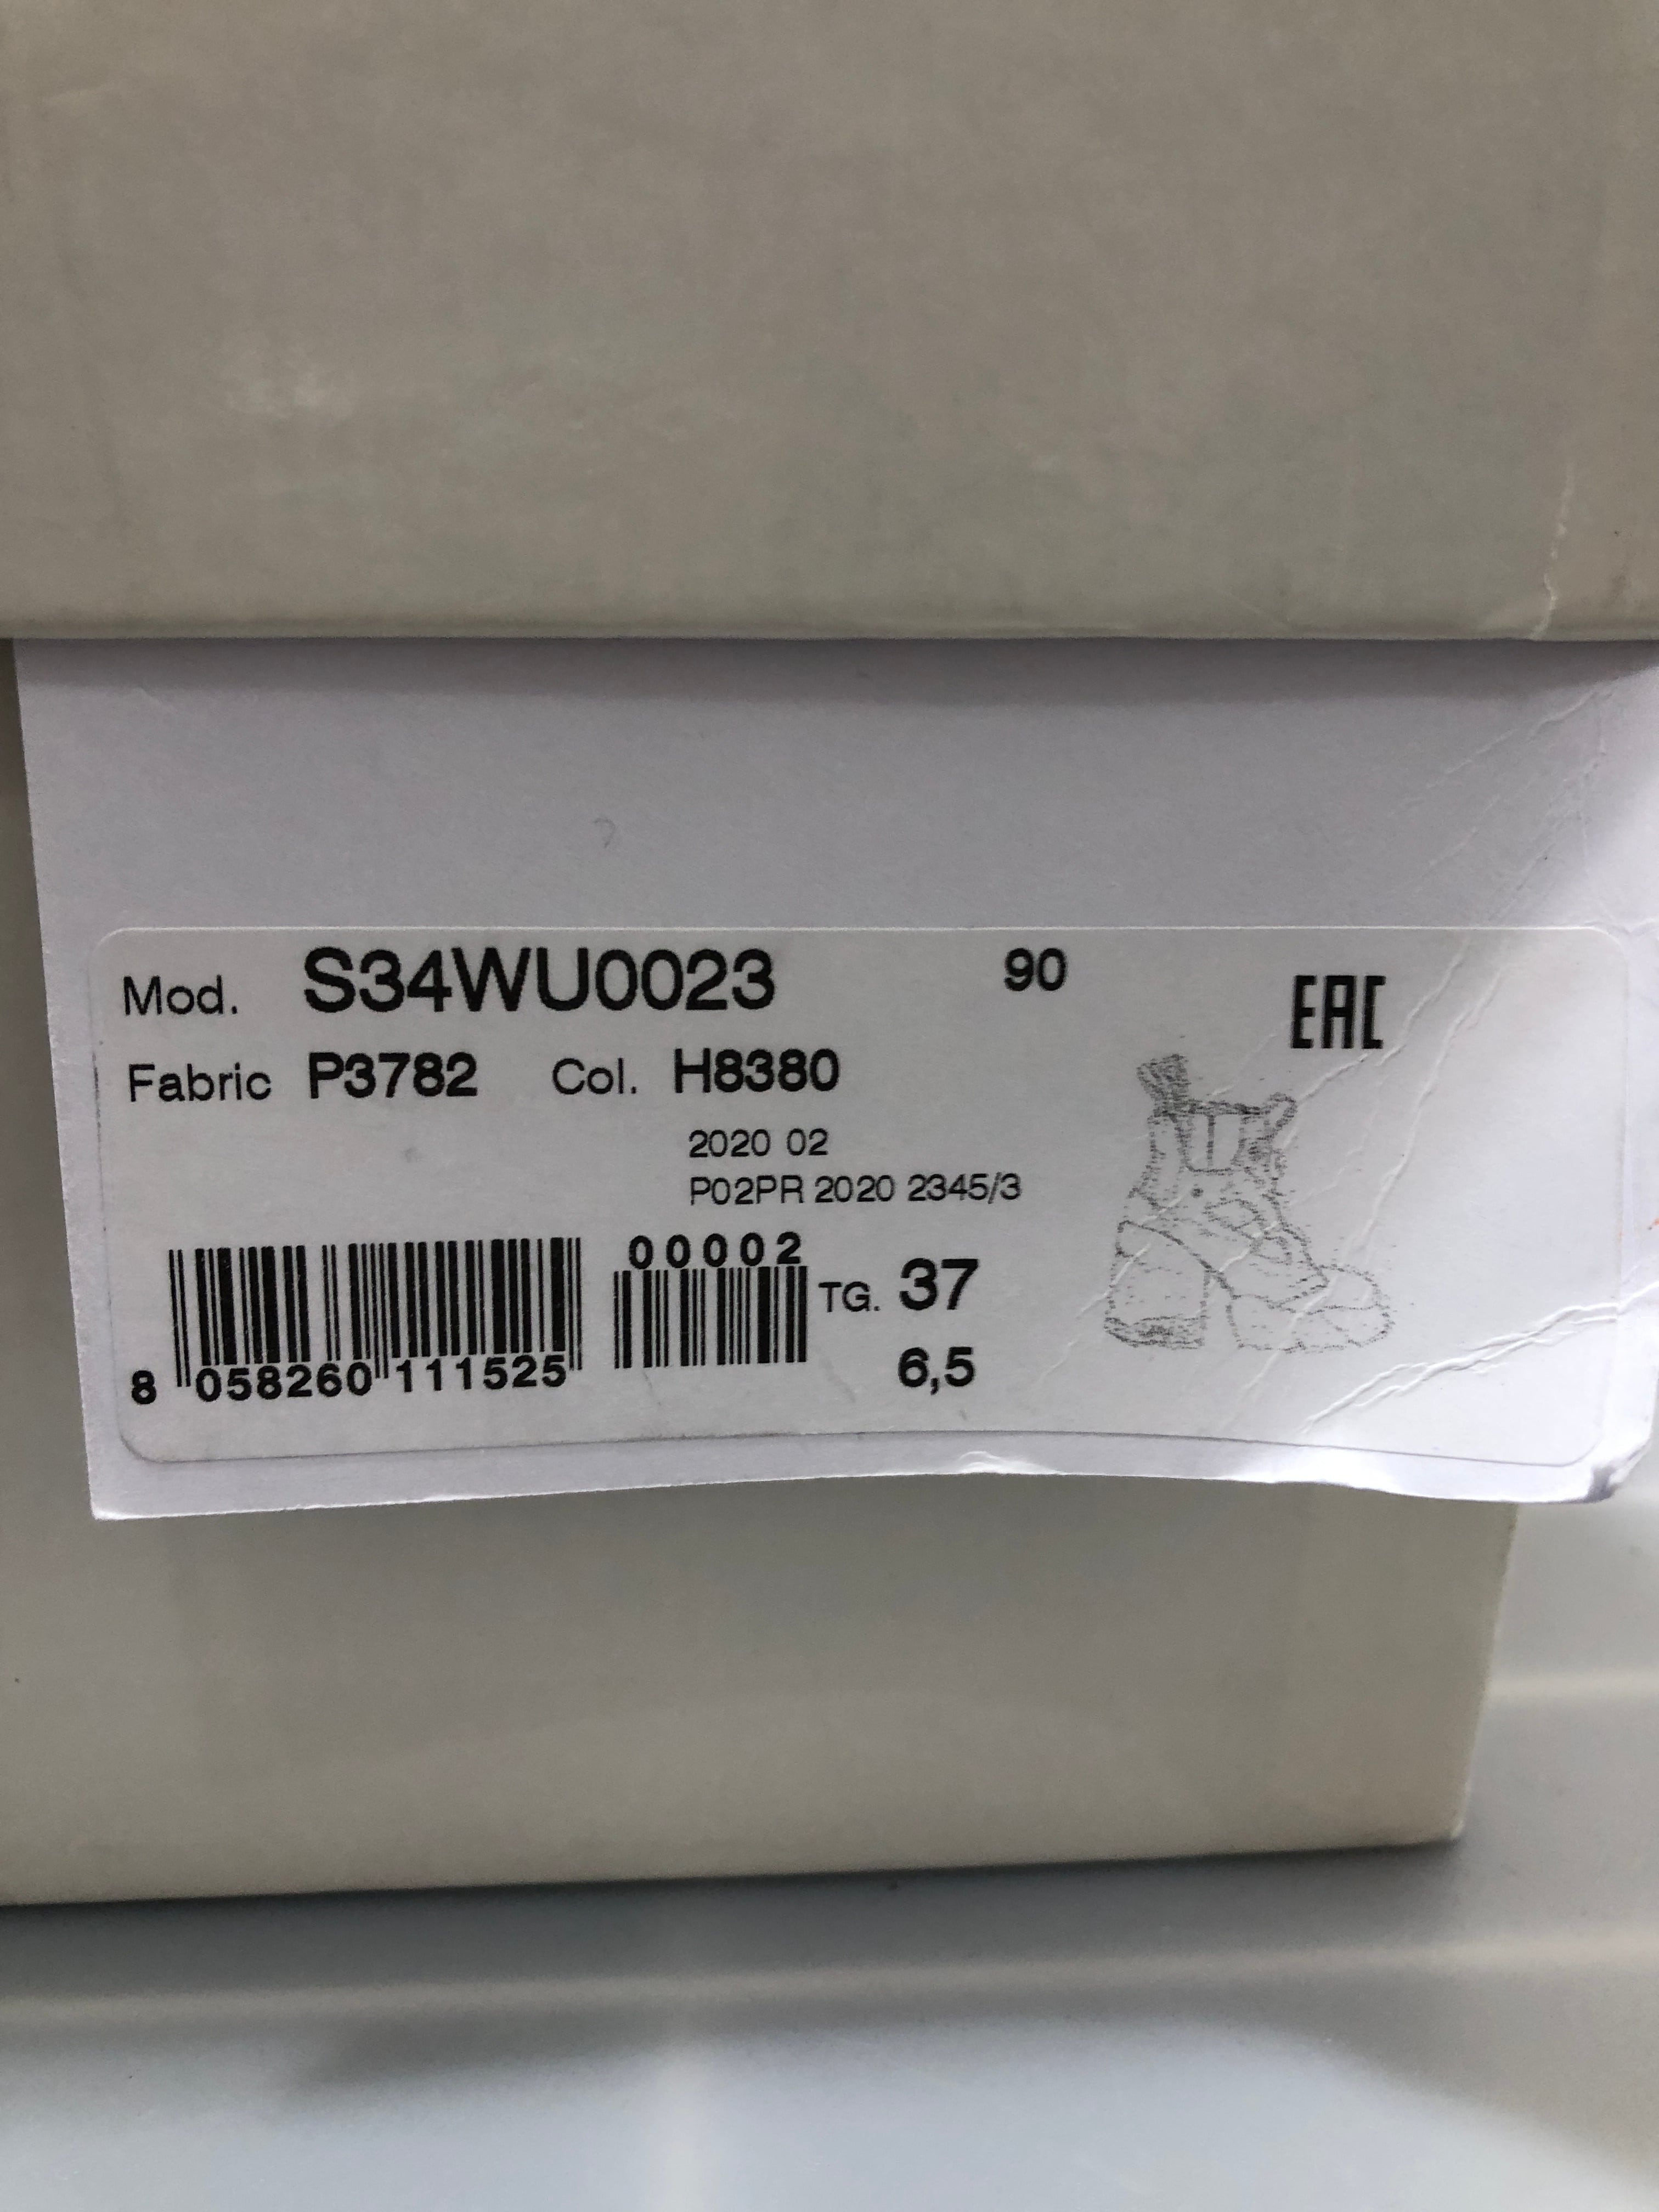 Mod. S34WU0023 90
EAC
Fabric P3782 Col. H8380
2020 02
P02PR 2020 2345/3
00002
TG. 37
8 058260 111525
6,5